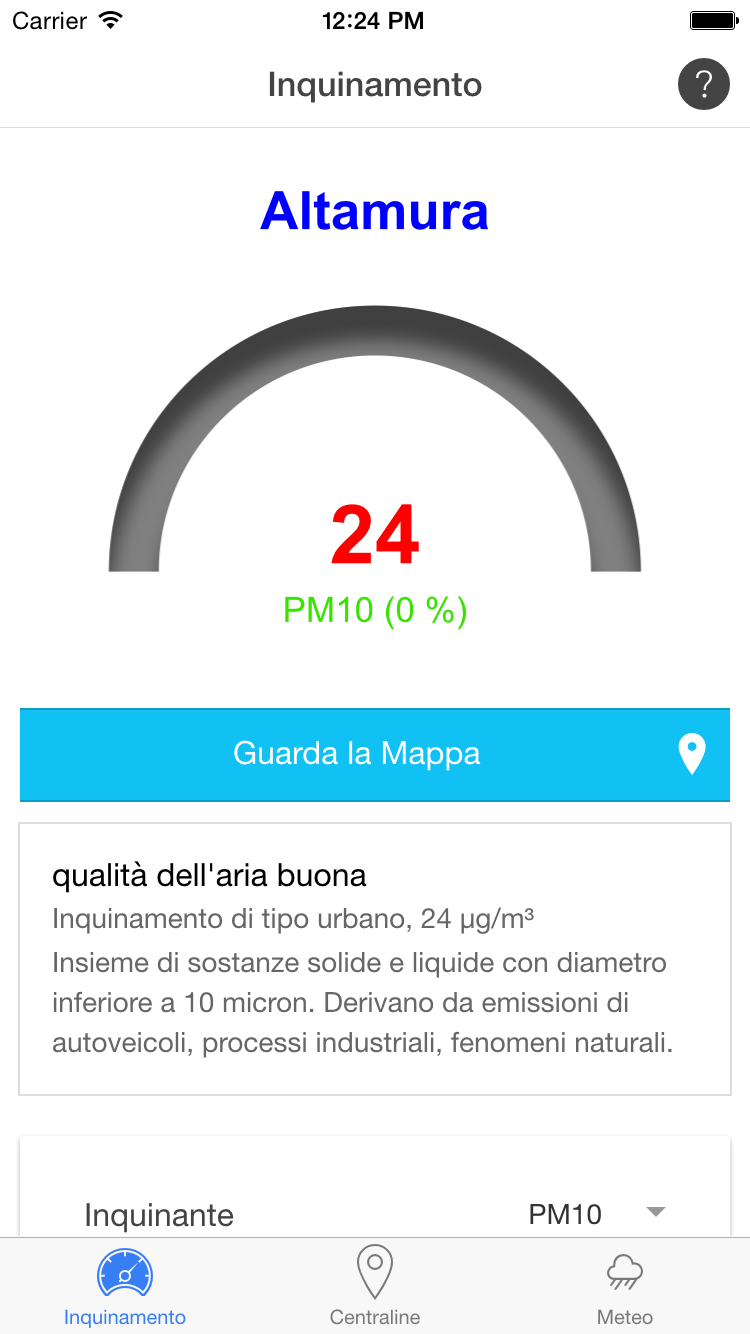 Carrier 12:24 PM
Inquinamento ?
Altamura
24
PM10 (0 %)
Guarda la Mappa
qualità dell'aria buona
Inquinamento di tipo urbano, 24 µg/m³
Insieme di sostanze solide e liquide con diametro
inferiore a 10 micron. Derivano da emissioni di
autoveicoli, processi industriali, fenomeni naturali.
Inquinante PM10
Inquinamento Centraline Meteo